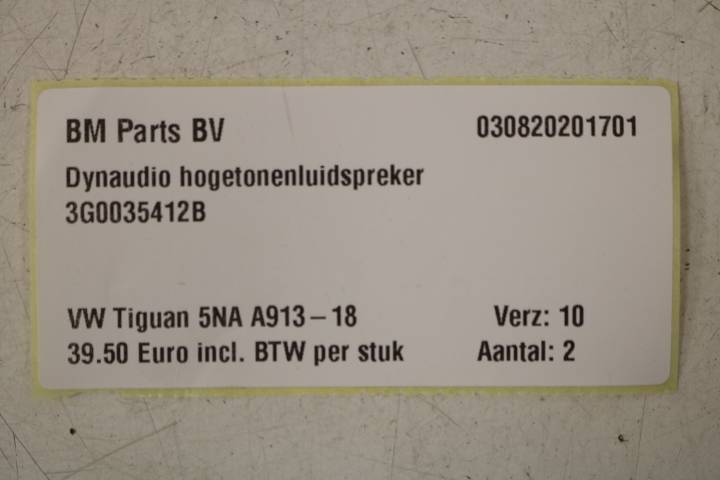 BM Parts BV 030820201701
Dynaudio hogetonenluidspreker
3G0035412B
VW Tiguan 5NA A913-18 Verz: 10
39.50 Euro incl. BTW per stuk Aantal: 2